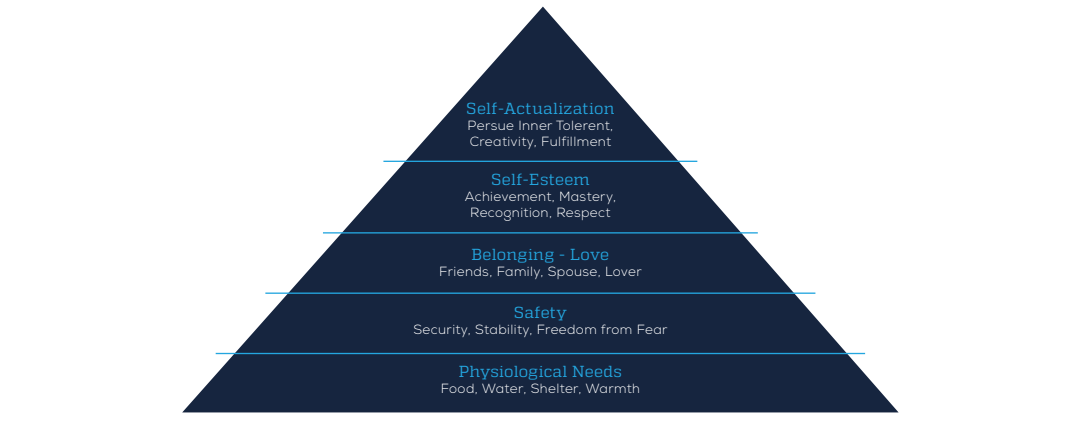 Self-Actualization
Persue Inner Tolerent,
Creativity, Fulfillment
Self-Esteem
Achievement, Mastery,
Recognition, Respect
Belonging - Love
Friends, Family, Spouse, Lover
Safety
Security, Stability, Freedom from Fear
Physiological Needs
Food, Water, Shelter, Warmth